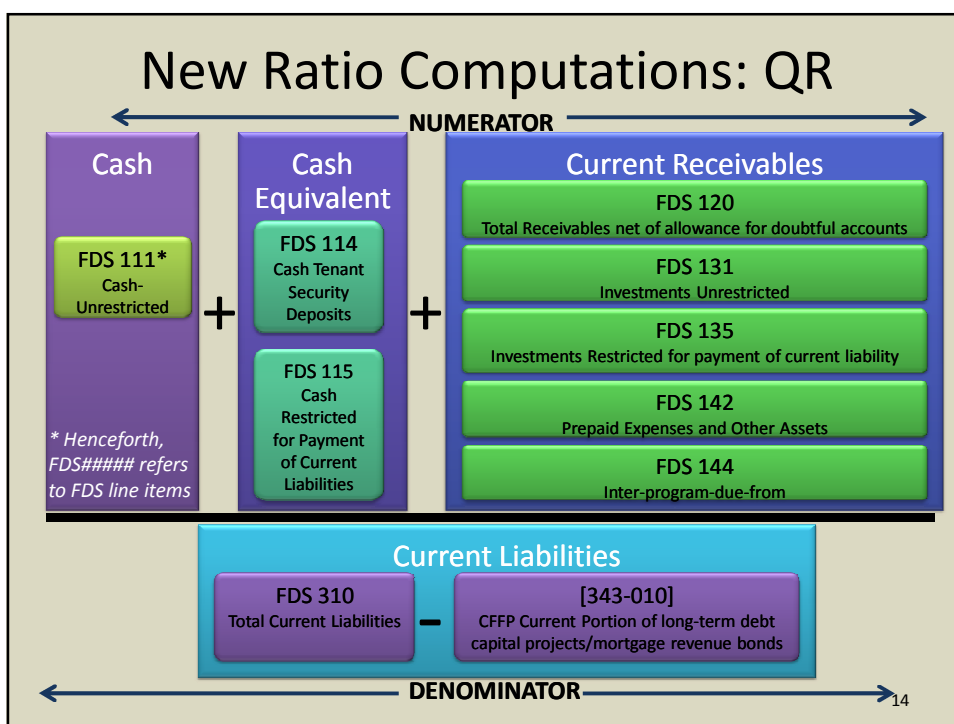 New Ratio Computations: QR
NUMERATOR
Cash
FDS 111*
Cash-
Unrestricted
* Henceforth,
FDS##### refers
to FDS line items
+
Cash
Equivalent
FDS 114
Cash Tenant
Security
Deposits
FDS 115
Cash
Restricted
for Payment
of Current
Liabilities
+
Current Receivables
FDS 120
Total Receivables net of allowance for doubtful accounts
FDS 131
Investments Unrestricted
FDS 135
Investments Restricted for payment of current liability
FDS 142
Prepaid Expenses and Other Assets
FDS 144
Inter-program-due-from
Current Liabilities
FDS 310
Total Current Liabilities
-
[343-010]
CFFP Current Portion of long-term debt
capital projects/mortgage revenue bonds
DENOMINATOR
14